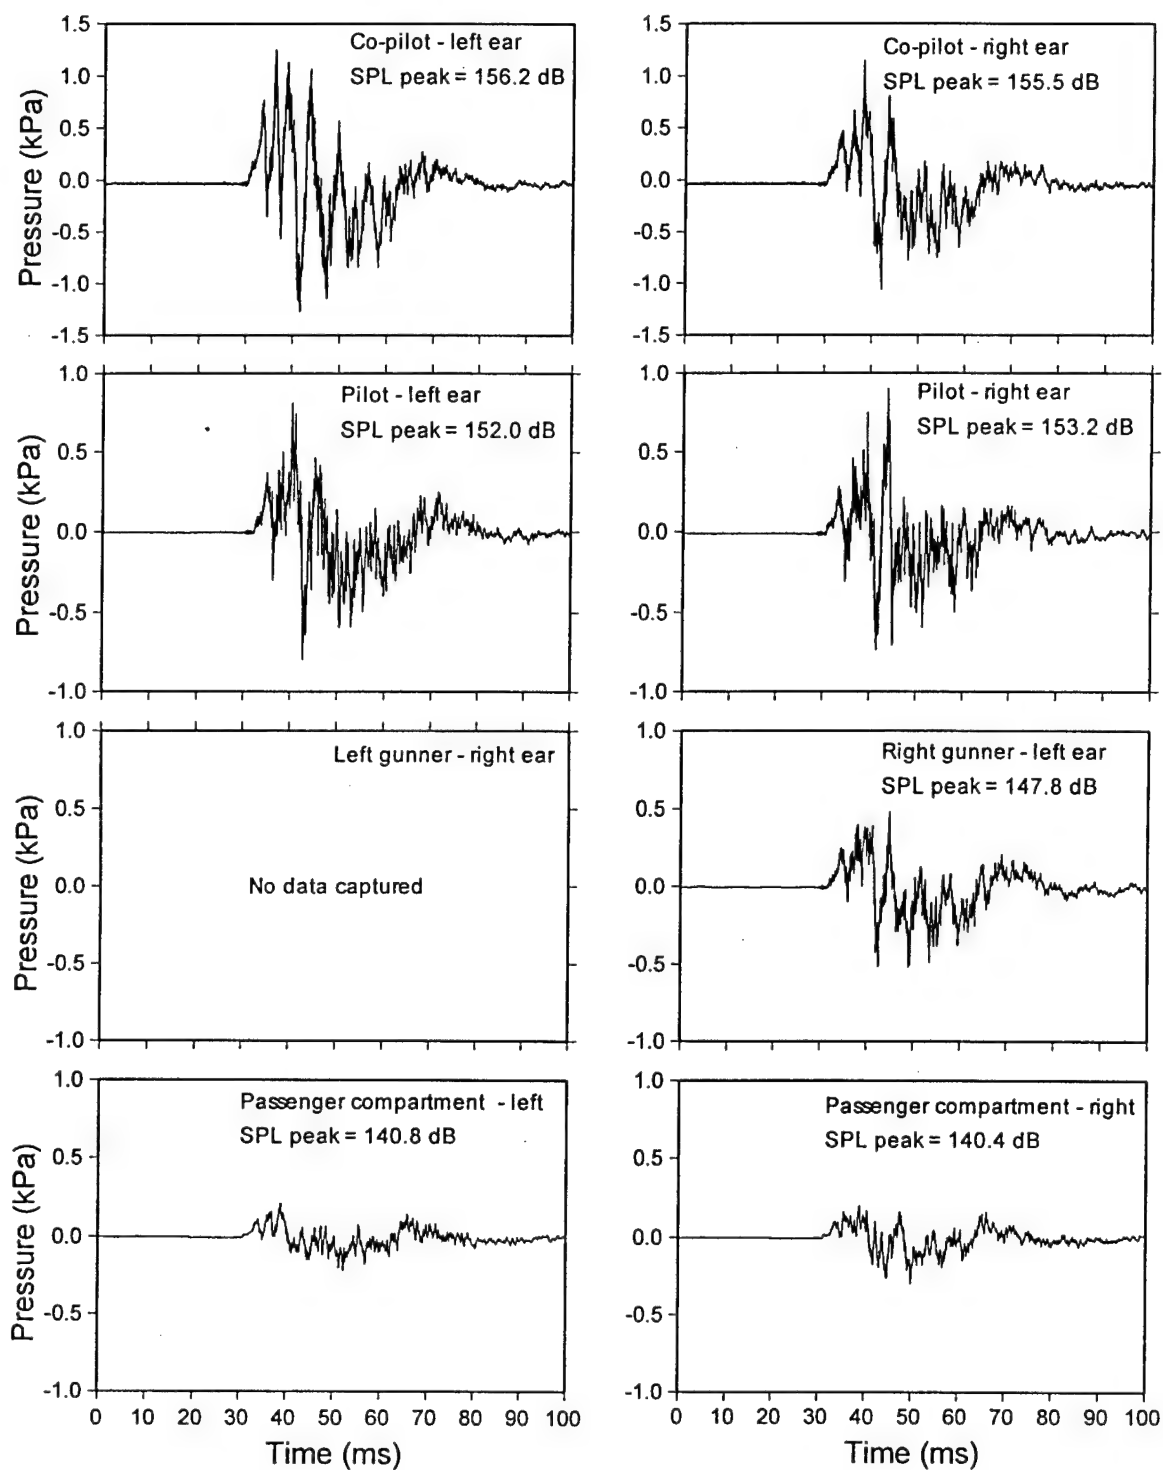 Co-pilot - left ear
SPL peak = 156.2 dB
1.5
1.0
0.5
0.0
-0.5
-1.0
-1.5
Pressure (kPa)
Co-pilot - right ear
SPL peak = 155.5 dB
1.5
1.0
0.5
0.0
-0.5
-1.0
-1.5
Pilot - left ear
SPL peak = 152.0 dB
1.0
0.5
0.0
-0.5
-1.0
Pressure (kPa)
Pilot - right ear
SPL peak = 153.2 dB
1.0
0.5
0.0
-0.5
-1.0
Left gunner - right ear
No data captured
1.0
0.5
0.0
-0.5
-1.0
Pressure (kPa)
Right gunner - left ear
SPL peak = 147.8 dB
1.0
0.5
0.0
-0.5
-1.0
Passenger compartment - left
SPL peak = 140.8 dB
1.0
0.5
0.0
-0.5
-1.0
Pressure (kPa)
0 10 20 30 40 50 60 70 80 90 100
Time (ms)
Passenger compartment - right
SPL peak = 140.4 dB
1.0
0.5
0.0
-0.5
-1.0
0 10 20 30 40 50 60 70 80 90 100
Time (ms)